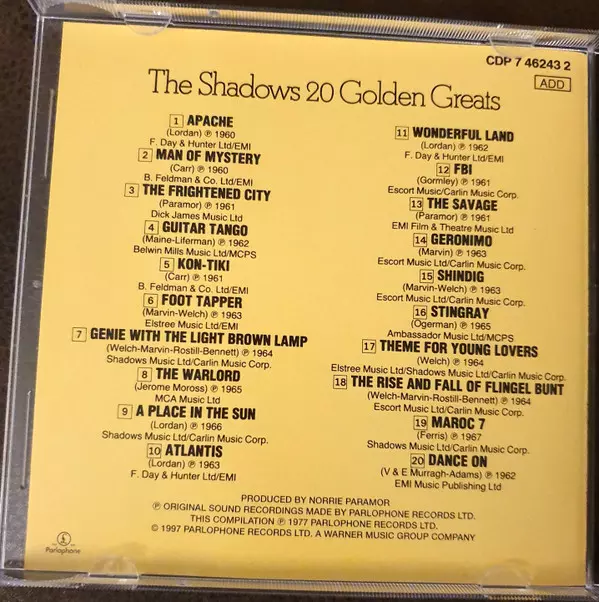 CDP 7 46243 2
ADD
The Shadows 20 Golden Greats
1 APACHE
(Lordan) ℗ 1960
F. Day & Hunter Ltd/EMI
2 MAN OF MYSTERY
(Carr) ℗ 1960
B. Feldman & Co. Ltd/EMI
3 THE FRIGHTENED CITY
(Paramor) ℗ 1961
Dick James Music Ltd
4 GUITAR TANGO
(Maine-Liferman) ℗ 1962
Belwin Mills Music Ltd/MCPS
5 KON-TIKI
(Carr) ℗ 1961
B. Feldman & Co. Ltd/EMI
6 FOOT TAPPER
(Marvin-Welch) ℗ 1963
Elstree Music Ltd/EMI
7 GENIE WITH THE LIGHT BROWN LAMP
(Welch-Marvin-Rostill-Bennett) ℗ 1964
Shadows Music Ltd/Carlin Music Corp.
8 THE WARLORD
(Jerome Moross) ℗ 1965
MCA Music Ltd
9 A PLACE IN THE SUN
(Lordan) ℗ 1966
Shadows Music Ltd/Carlin Music Corp.
10 ATLANTIS
(Lordan) ℗ 1963
F. Day & Hunter Ltd/EMI
11 WONDERFUL LAND
(Lordan) ℗ 1962
F. Day & Hunter Ltd/EMI
12 FBI
(Gormley) ℗ 1961
Escort Music/Carlin Music Corp.
13 THE SAVAGE
(Paramor) ℗ 1961
EMI Film & Theatre Music Ltd
14 GERONIMO
(Marvin) ℗ 1963
Escort Music Ltd/Carlin Music Corp.
15 SHINDIG
(Marvin-Welch) ℗ 1963
Escort Music Ltd/Carlin Music Corp.
16 STINGRAY
(Ogerman) ℗ 1965
Ambassador Music Ltd/MCPS
17 THEME FOR YOUNG LOVERS
(Welch) ℗ 1964
Elstree Music Ltd/Shadows Music Ltd/Carlin Music Corp.
18 THE RISE AND FALL OF FLINGEL BUNT
(Welch-Marvin-Rostill-Bennett) ℗ 1964
Escort Music Ltd/Carlin Music Corp.
19 MAROC 7
(Ferris) ℗ 1967
Shadows Music Ltd/Carlin Music Corp.
20 DANCE ON
(V & E Murragh-Adams) ℗ 1962
EMI Music Publishing Ltd
PRODUCED BY NORRIE PARAMOR
℗ ORIGINAL SOUND RECORDINGS MADE BY PARLOPHONE RECORDS LTD.
THIS COMPILATION ℗ 1977 PARLOPHONE RECORDS LTD.
© 1997 PARLOPHONE RECORDS LTD. A WARNER MUSIC GROUP COMPANY
Parlophone